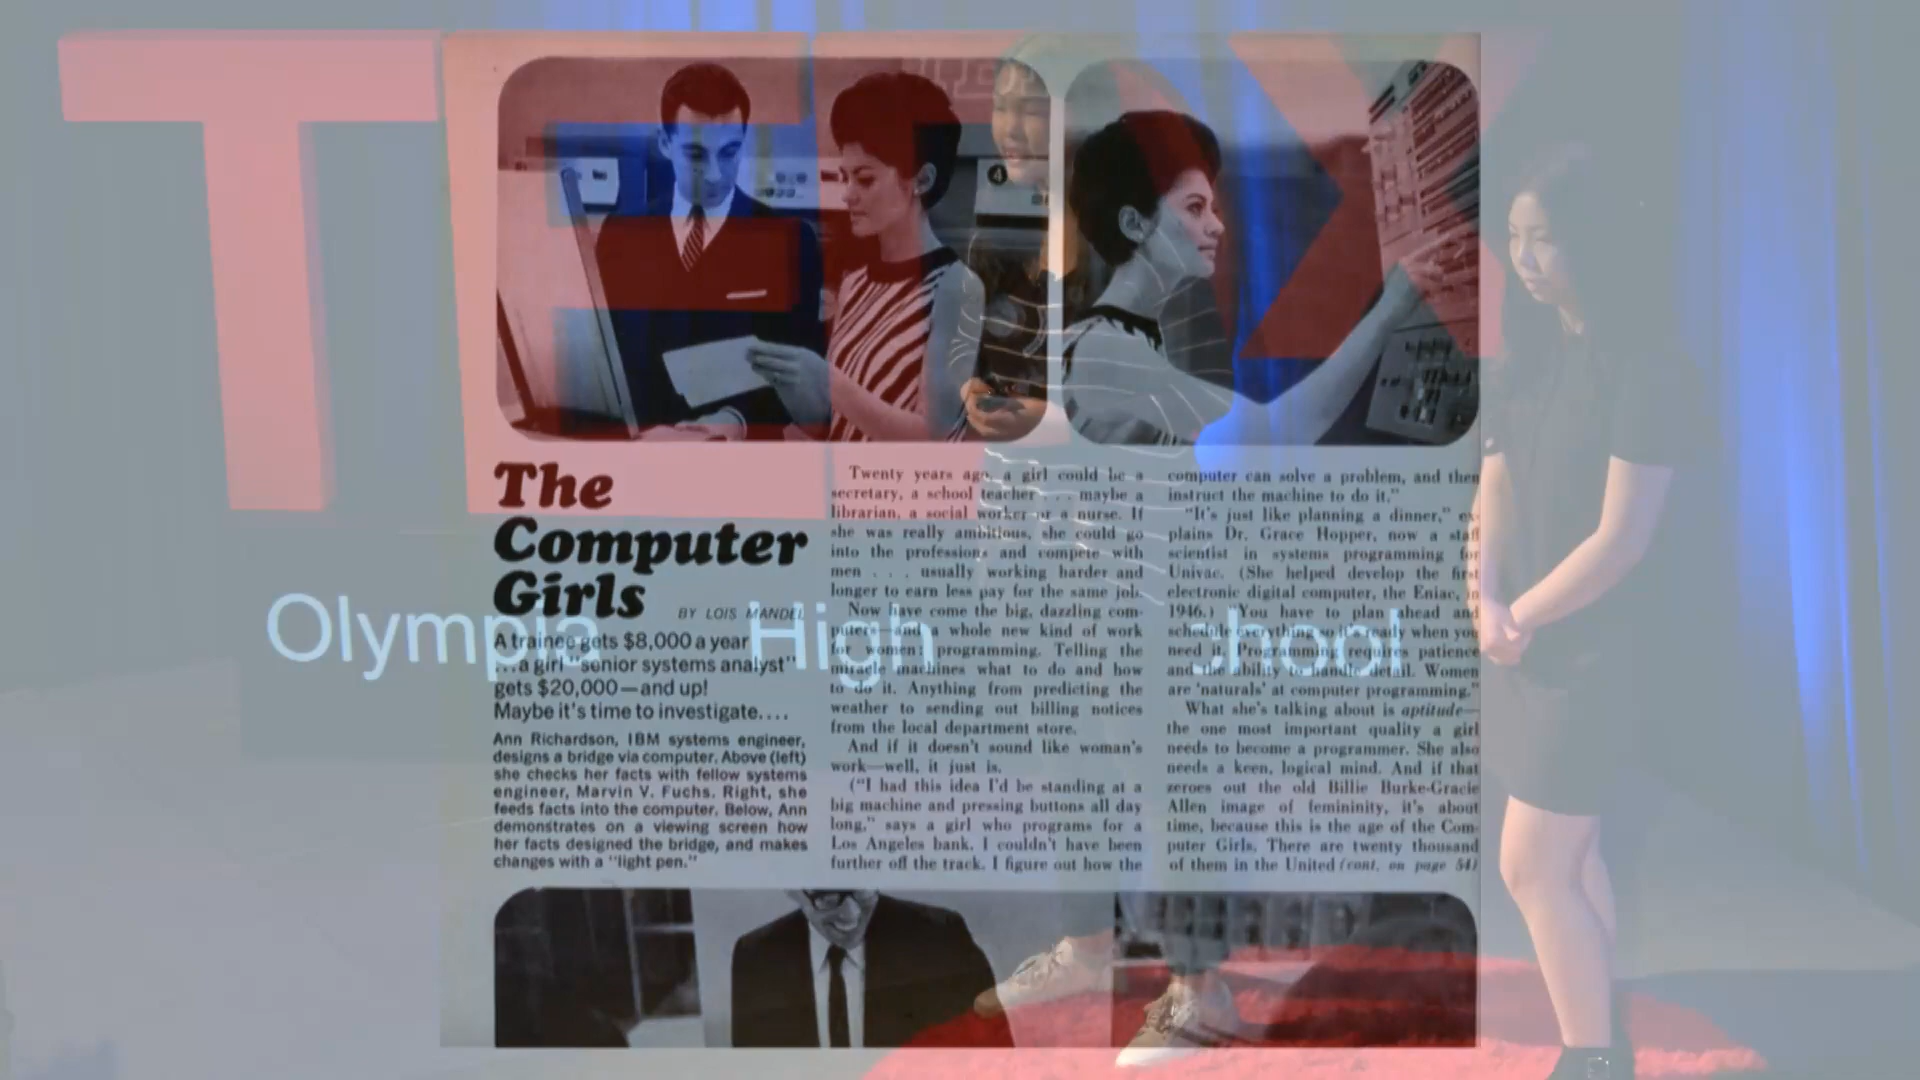 TEDX
4
The
Computer
Girls
BY LOIS MANDEL
A trainee gets $8,000 a year
...a girl "senior systems analyst"
gets $20,000—and up!
Maybe it's time to investigate....
Ann Richardson, IBM systems engineer,
designs a bridge via computer. Above (left)
she checks her facts with fellow systems
engineer, Marvin V. Fuchs. Right, she
feeds facts into the computer. Below, Ann
demonstrates on a viewing screen how
her facts designed the bridge, and makes
changes with a "light pen."
Twenty years ago, a girl could be a
secretary, a school teacher . . . maybe a
librarian, a social worker or a nurse. If
she was really ambitious, she could go
into the professions and compete with
men . . . usually working harder and
longer to earn less pay for the same job.
Now have come the big, dazzling com-
puters—and a whole new kind of work
for women: programming. Telling the
miracle machines what to do and how
to do it. Anything from predicting the
weather to sending out billing notices
from the local department store.
And if it doesn't sound like woman's
work—well, it just is.
("I had this idea I'd be standing at a
big machine and pressing buttons all day
long," says a girl who programs for a
Los Angeles bank. I couldn't have been
further off the track. I figure out how the
computer can solve a problem, and then
instruct the machine to do it."
"It's just like planning a dinner," ex-
plains Dr. Grace Hopper, now a staff
scientist in systems programming for
Univac. (She helped develop the first
electronic digital computer, the Eniac, in
1946.) "You have to plan ahead and
schedule everything so it's ready when you
need it. Programming requires patience
and the ability to handle detail. Women
are 'naturals' at computer programming."
What she's talking about is aptitude—
the one most important quality a girl
needs to become a programmer. She also
needs a keen, logical mind. And if that
zeroes out the old Billie Burke-Gracie
Allen image of femininity, it's about
time, because this is the age of the Com-
puter Girls. There are twenty thousand
of them in the United (cont. on page 54)
Olympia High chool